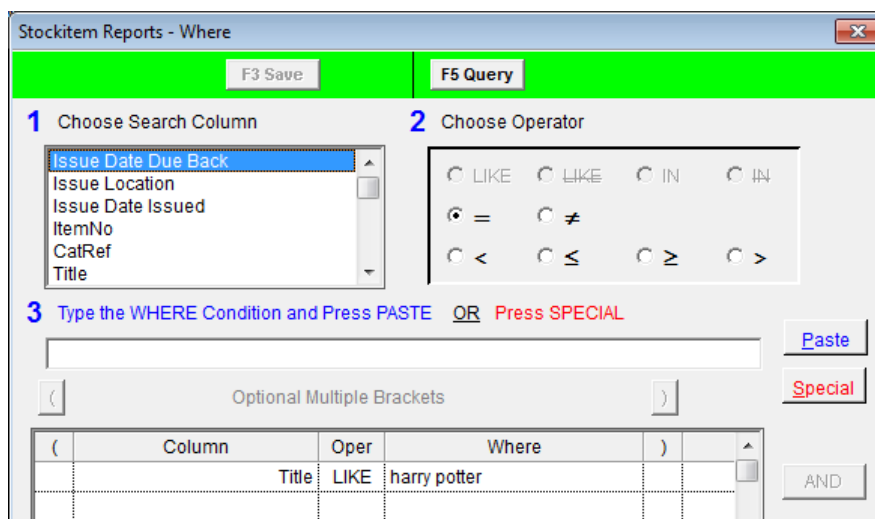 Stockitem Reports - Where
F3 Save F5 Query
1 Choose Search Column 2 Choose Operator
Issue Date Due Back
Issue Location
Issue Date Issued
ItemNo
CatRef
Title
LIKE LIKE IN IN
= ≠
< ≤ ≥ >
3 Type the WHERE Condition and Press PASTE OR Press SPECIAL
Paste
Special
( Optional Multiple Brackets )
( Column Oper Where )
Title LIKE harry potter
AND